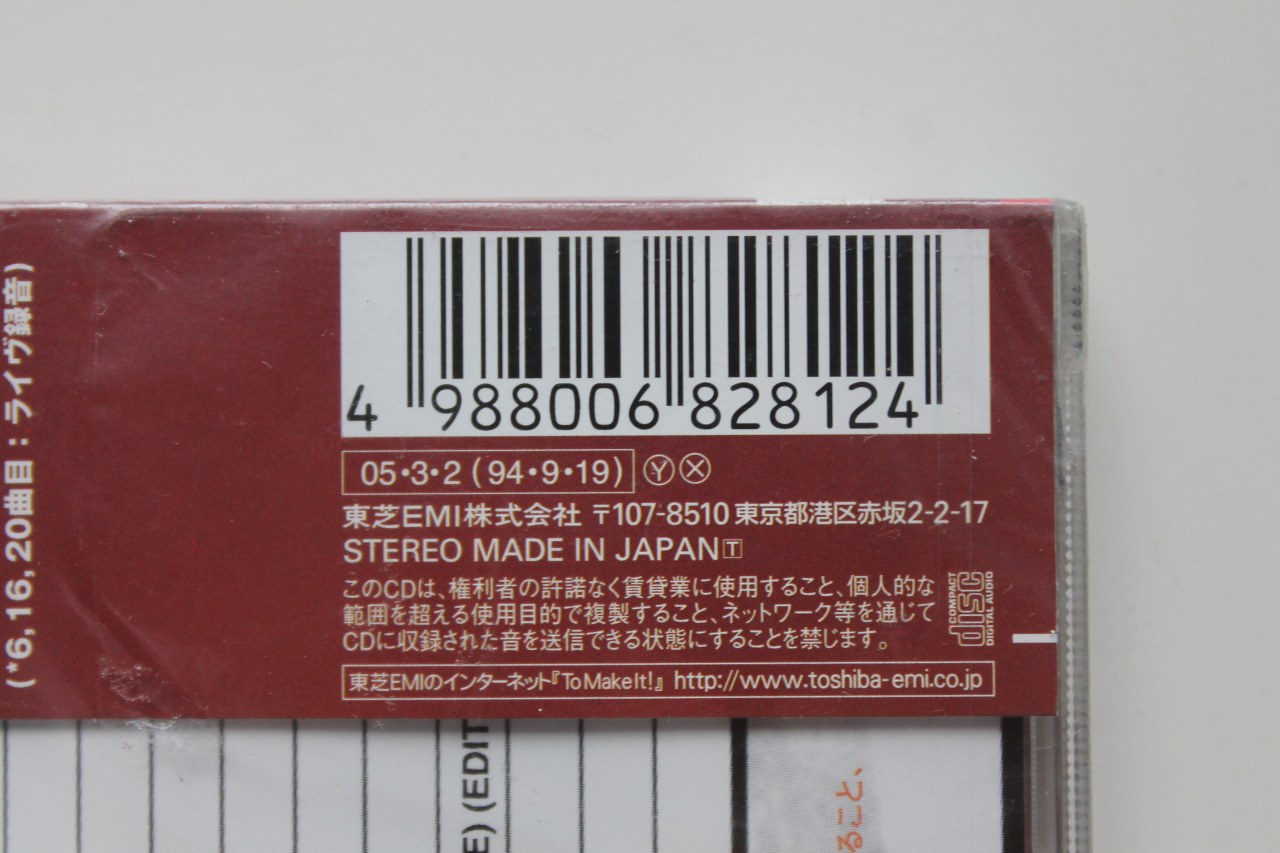 (*6,16,20曲目:ライヴ録音)
4 988006 828124
05・3・2(94・9・19) Ⓨ Ⓧ
東芝EMI株式会社 〒107-8510 東京都港区赤坂2-2-17
STEREO MADE IN JAPAN T
このCDは、権利者の許諾なく賃貸業に使用すること、個人的な
範囲を超える使用目的で複製すること、ネットワーク等を通じて
CDに収録された音を送信できる状態にすることを禁じます。
COMPACT
disc
DIGITAL AUDIO
東芝EMIのインターネット『To Make It!』 http://www.toshiba-emi.co.jp
E) (EDIT
ること、